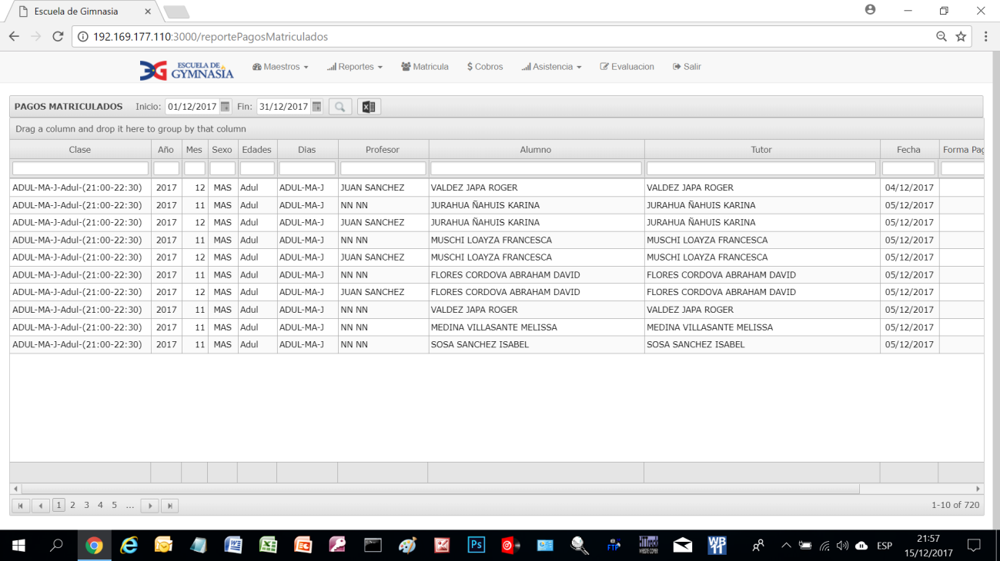 Escuela de Gimnasia
192.169.177.110:3000/reportePagosMatriculados
ESCUELA DE GYMNASIA Maestros Reportes Matricula $ Cobros Asistencia Evaluacion Salir
PAGOS MATRICULADOS Inicio: 01/12/2017 Fin: 31/12/2017
Drag a column and drop it here to group by that column
Clase Año Mes Sexo Edades Dias Profesor Alumno Tutor Fecha Forma Pag
ADUL-MA-J-Adul-(21:00-22:30) 2017 12 MAS Adul ADUL-MA-J JUAN SANCHEZ VALDEZ JAPA ROGER VALDEZ JAPA ROGER 04/12/2017
ADUL-MA-J-Adul-(21:00-22:30) 2017 11 MAS Adul ADUL-MA-J NN NN JURAHUA ÑAHUIS KARINA JURAHUA ÑAHUIS KARINA 05/12/2017
ADUL-MA-J-Adul-(21:00-22:30) 2017 12 MAS Adul ADUL-MA-J JUAN SANCHEZ JURAHUA ÑAHUIS KARINA JURAHUA ÑAHUIS KARINA 05/12/2017
ADUL-MA-J-Adul-(21:00-22:30) 2017 11 MAS Adul ADUL-MA-J NN NN MUSCHI LOAYZA FRANCESCA MUSCHI LOAYZA FRANCESCA 05/12/2017
ADUL-MA-J-Adul-(21:00-22:30) 2017 12 MAS Adul ADUL-MA-J JUAN SANCHEZ MUSCHI LOAYZA FRANCESCA MUSCHI LOAYZA FRANCESCA 05/12/2017
ADUL-MA-J-Adul-(21:00-22:30) 2017 11 MAS Adul ADUL-MA-J NN NN FLORES CORDOVA ABRAHAM DAVID FLORES CORDOVA ABRAHAM DAVID 05/12/2017
ADUL-MA-J-Adul-(21:00-22:30) 2017 12 MAS Adul ADUL-MA-J JUAN SANCHEZ FLORES CORDOVA ABRAHAM DAVID FLORES CORDOVA ABRAHAM DAVID 05/12/2017
ADUL-MA-J-Adul-(21:00-22:30) 2017 11 MAS Adul ADUL-MA-J NN NN VALDEZ JAPA ROGER VALDEZ JAPA ROGER 05/12/2017
ADUL-MA-J-Adul-(21:00-22:30) 2017 11 MAS Adul ADUL-MA-J NN NN MEDINA VILLASANTE MELISSA MEDINA VILLASANTE MELISSA 05/12/2017
ADUL-MA-J-Adul-(21:00-22:30) 2017 11 MAS Adul ADUL-MA-J NN NN SOSA SANCHEZ ISABEL SOSA SANCHEZ ISABEL 05/12/2017
1 2 3 4 5 ... 1-10 of 720
Ps FTP WB 11 ESP 21:57
15/12/2017